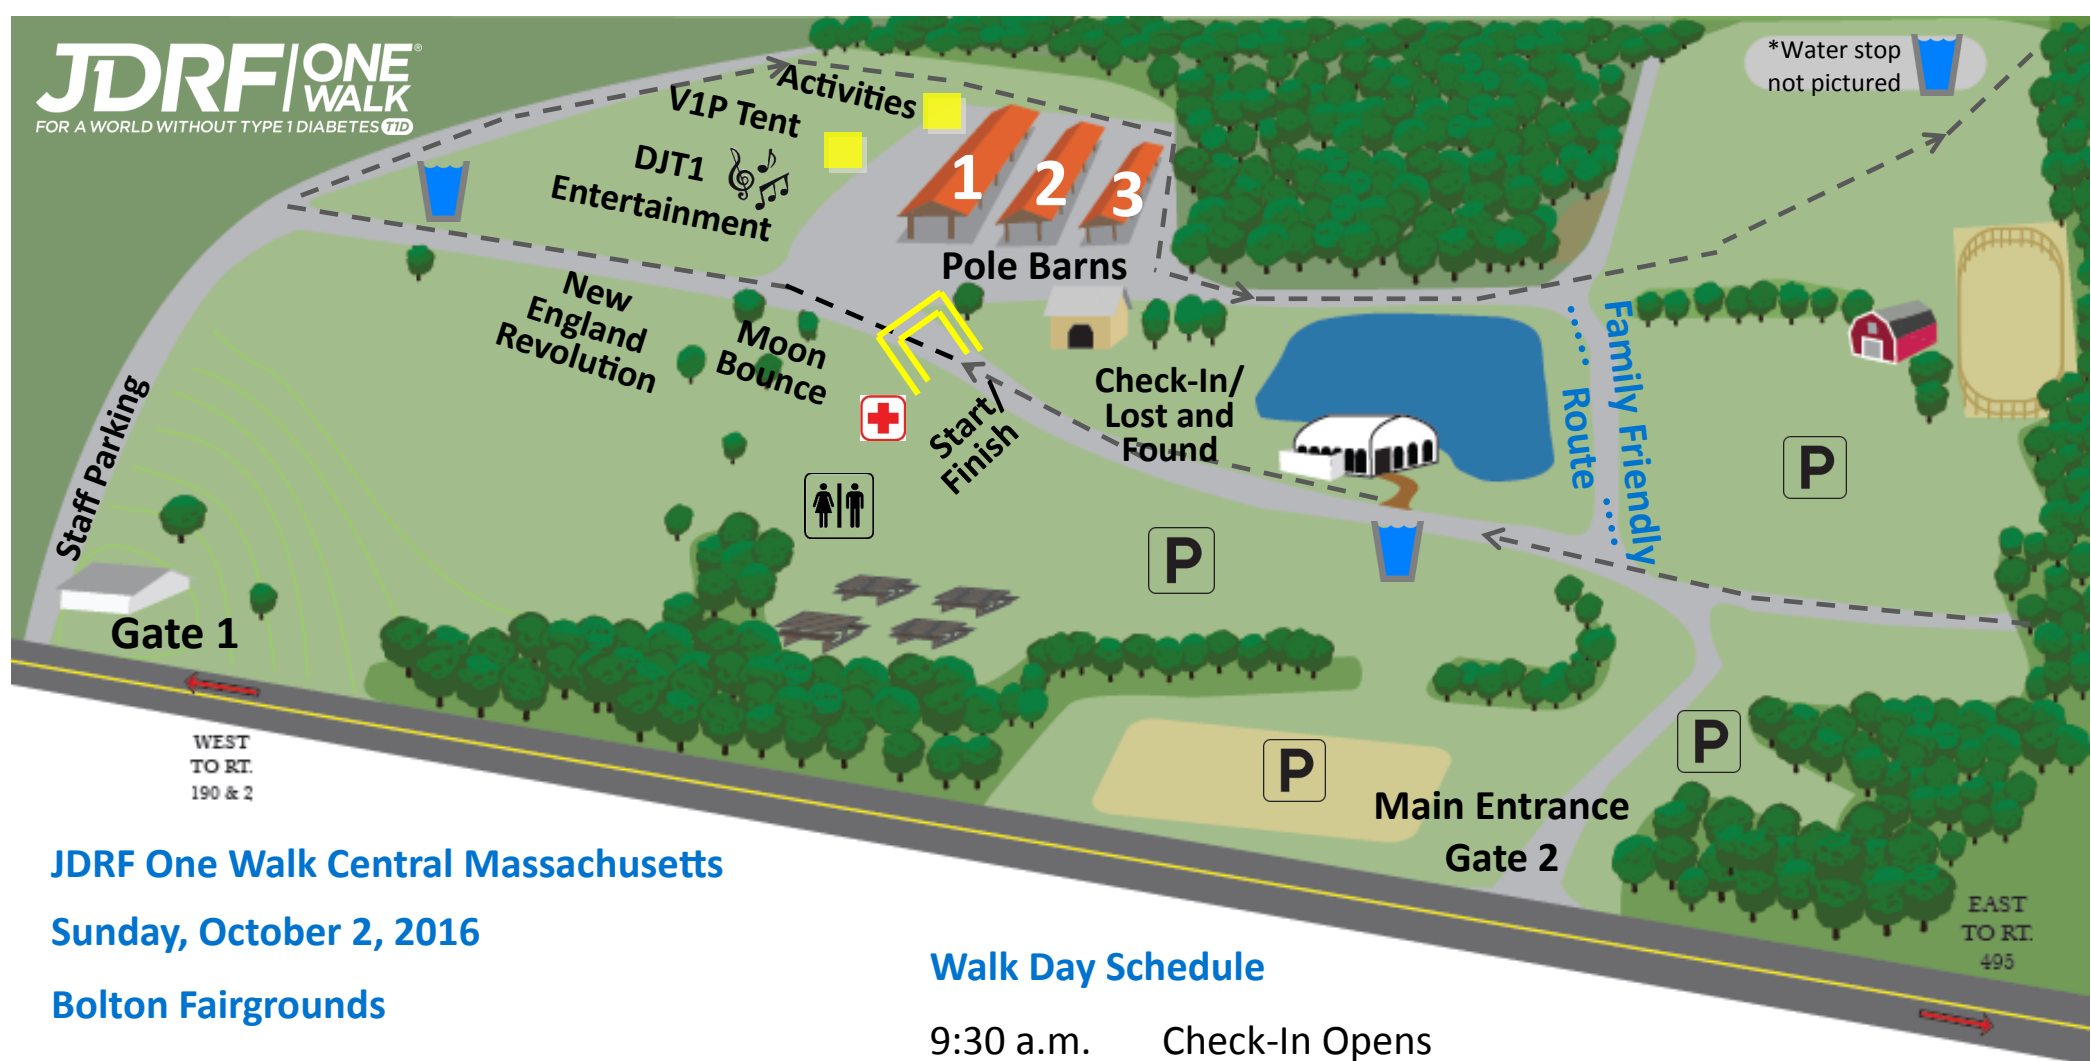 JDRF ONE WALK®
FOR A WORLD WITHOUT TYPE 1 DIABETES T1D
*Water stop
not pictured
Activities
V1P Tent
DJT1
Entertainment
1
2
3
Pole Barns
New
England
Revolution
Moon
Bounce
Start/
Finish
Check-In/
Lost and
Found
Family Friendly
..... Route ....
Staff Parking
P
P
P
P
Gate 1
WEST
TO RT.
190 & 2
Main Entrance
Gate 2
EAST
TO RT.
495
JDRF One Walk Central Massachusetts
Sunday, October 2, 2016
Bolton Fairgrounds
Walk Day Schedule
9:30 a.m. Check-In Opens